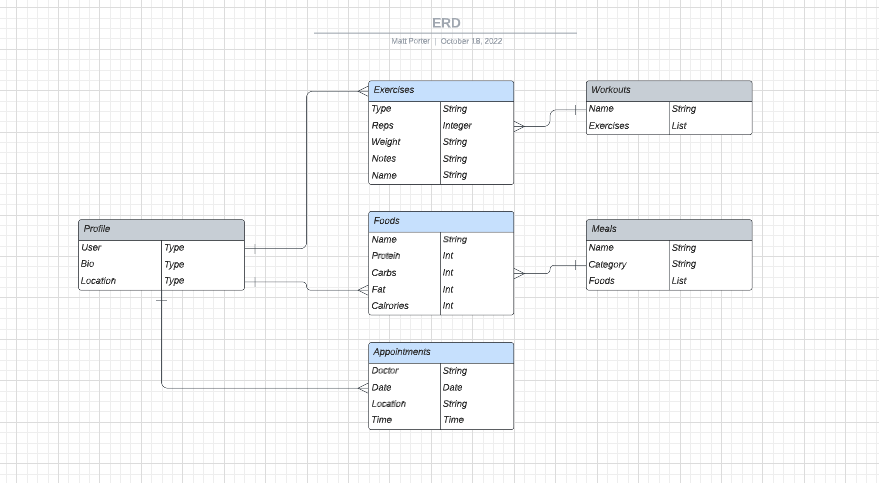 ERD
Matt Porter | October 18, 2022
Exercises
Type String
Reps Integer
Weight String
Notes String
Name String
Workouts
Name String
Exercises List
Profile
User Type
Bio Type
Location Type
Foods
Name String
Protein Int
Carbs Int
Fat Int
Calrories Int
Meals
Name String
Category String
Foods List
Appointments
Doctor String
Date Date
Location String
Time Time